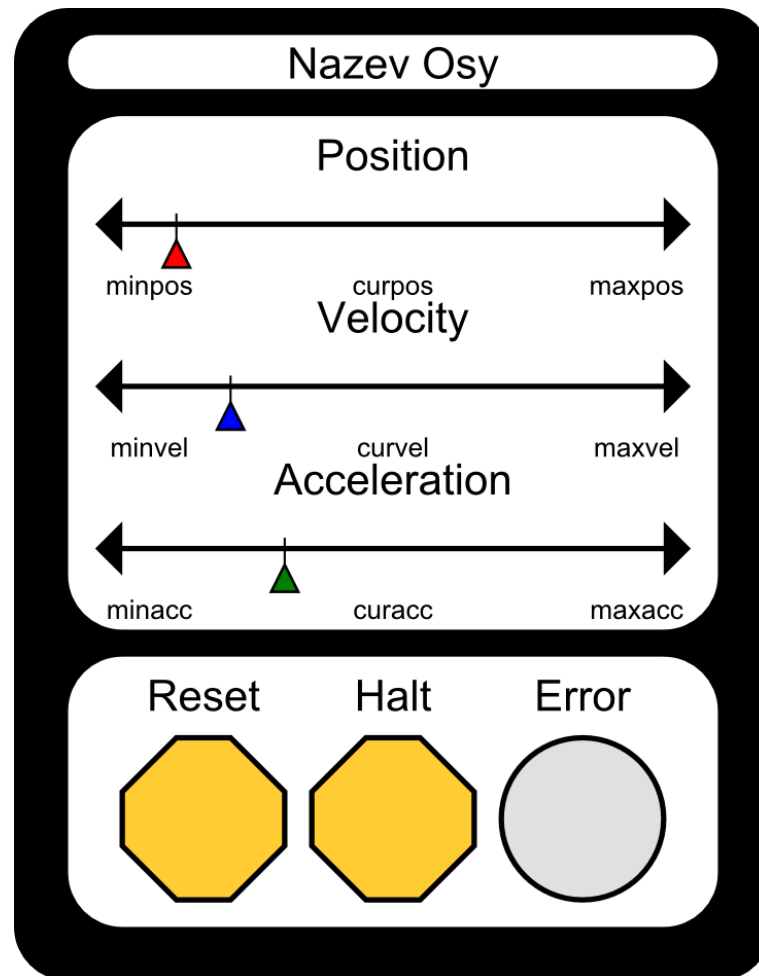 Nazev Osy
Position
minpos curpos maxpos
Velocity
minvel curvel maxvel
Acceleration
minacc curacc maxacc
Reset Halt Error